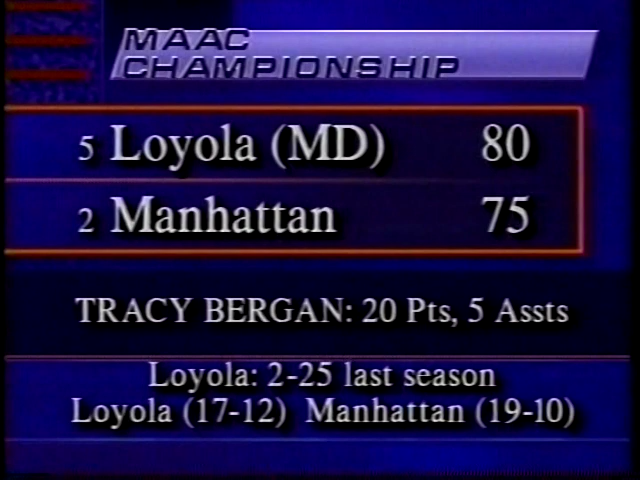 MAAC
CHAMPIONSHIP
5 Loyola (MD) 80
2 Manhattan 75
TRACY BERGAN: 20 Pts, 5 Assts
Loyola: 2-25 last season
Loyola (17-12) Manhattan (19-10)